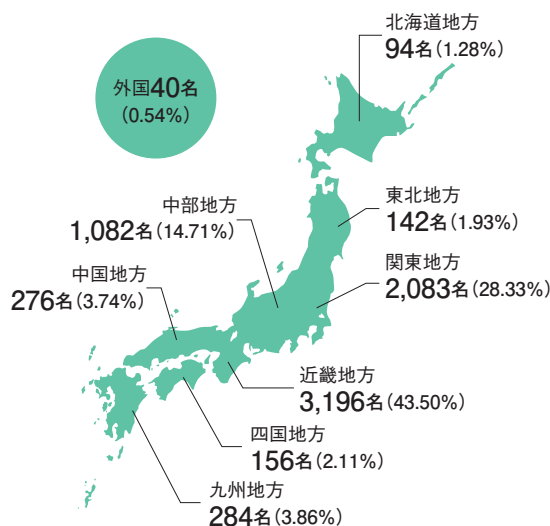 北海道地方
94名(1.28%)
外国40名
(0.54%)
東北地方
142名(1.93%)
中部地方
1,082名(14.71%)
関東地方
2,083名(28.33%)
中国地方
276名(3.74%)
近畿地方
3,196名(43.50%)
四国地方
156名(2.11%)
九州地方
284名(3.86%)